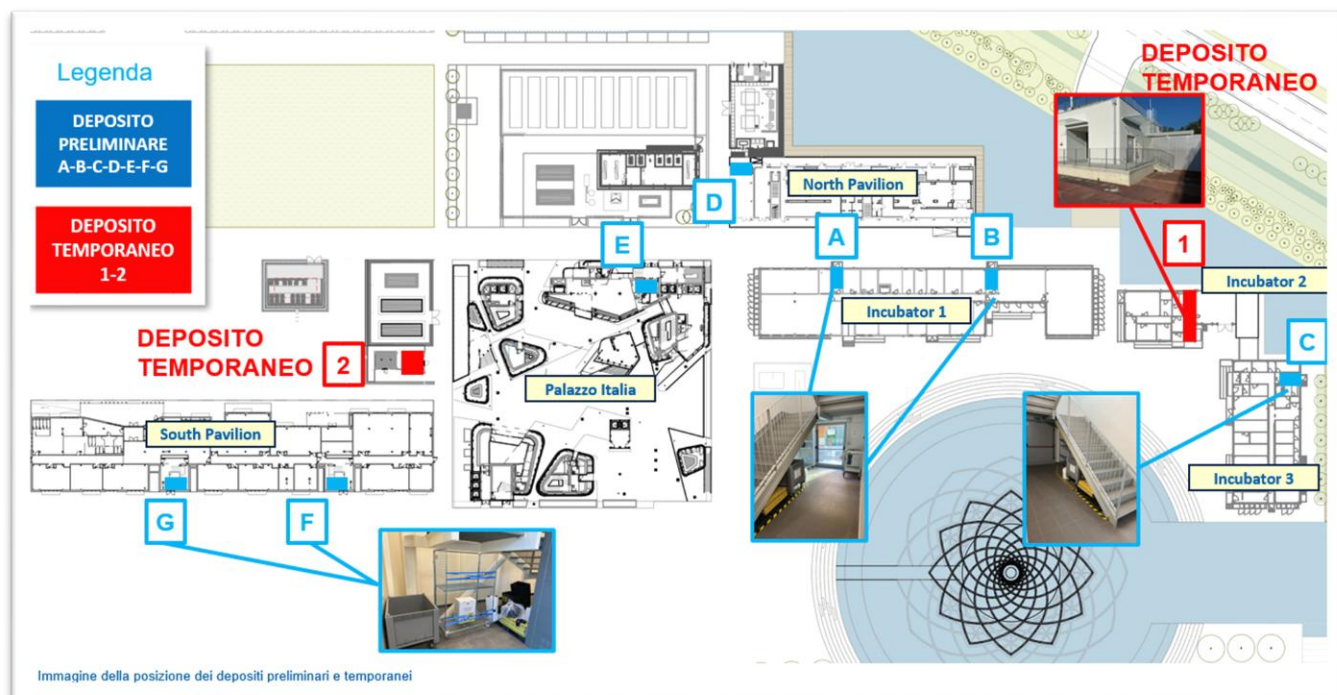 Legenda
DEPOSITO
PRELIMINARE
A-B-C-D-E-F-G
DEPOSITO
TEMPORANEO
1-2
DEPOSITO
TEMPORANEO
1
DEPOSITO
TEMPORANEO
2
North Pavilion
D
A
B
E
Incubator 1
Incubator 2
C
Palazzo Italia
South Pavilion
Incubator 3
G
F
Immagine della posizione dei depositi preliminari e temporanei